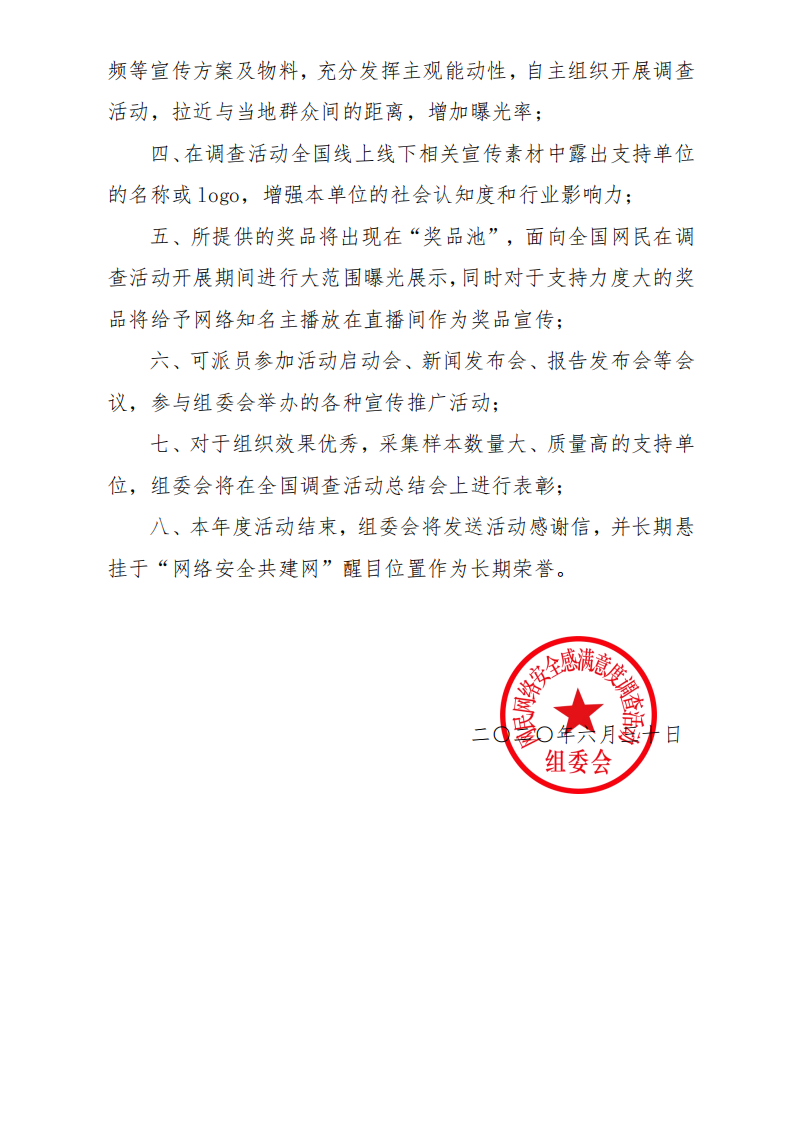 频等宣传方案及物料，充分发挥主观能动性，自主组织开展调查
活动，拉近与当地群众间的距离，增加曝光率；
四、在调查活动全国线上线下相关宣传素材中露出支持单位
的名称或 logo，增强本单位的社会认知度和行业影响力；
五、所提供的奖品将出现在“奖品池”，面向全国网民在调
查活动开展期间进行大范围曝光展示，同时对于支持力度大的奖
品将给予网络知名主播放在直播间作为奖品宣传；
六、可派员参加活动启动会、新闻发布会、报告发布会等会
议，参与组委会举办的各种宣传推广活动；
七、对于组织效果优秀，采集样本数量大、质量高的支持单
位，组委会将在全国调查活动总结会上进行表彰；
八、本年度活动结束，组委会将发送活动感谢信，并长期悬
挂于“网络安全共建网”醒目位置作为长期荣誉。
网民网络安全感满意度调查活动
二〇二〇年六月二十日
组委会